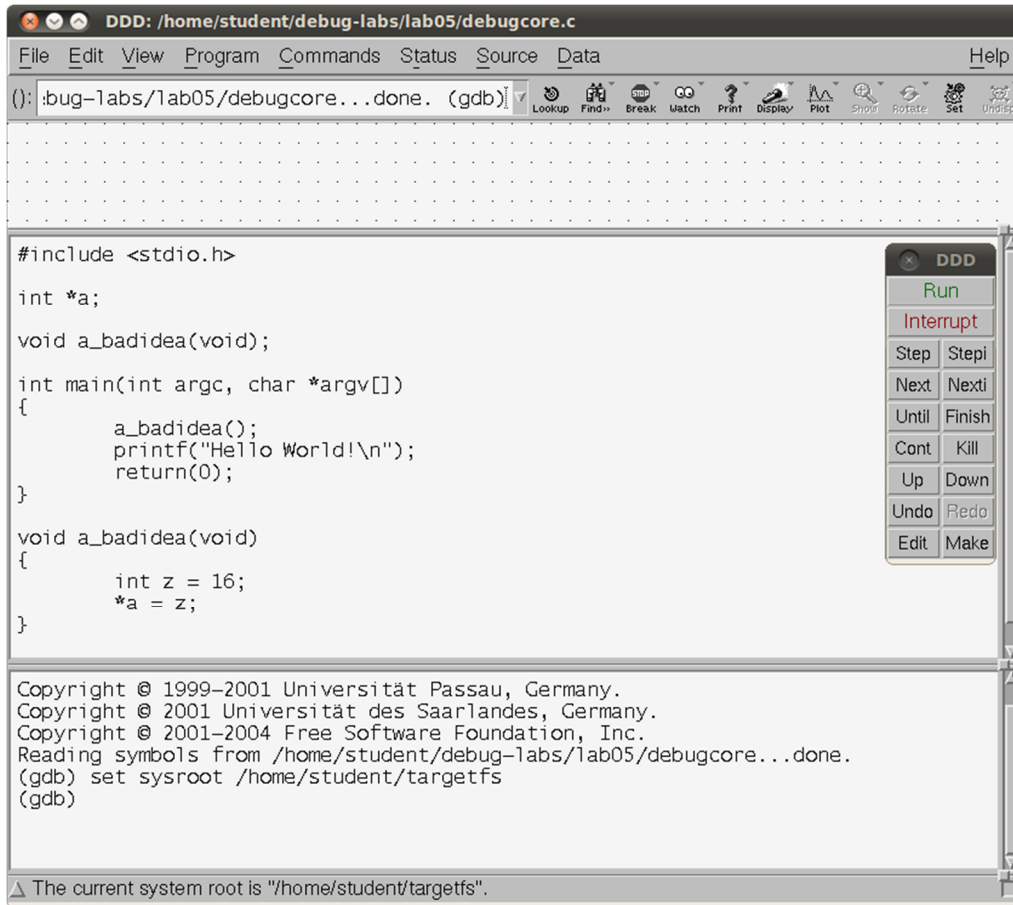 DDD: /home/student/debug-labs/lab05/debugcore.c
File Edit View Program Commands Status Source Data Help
(): :bug-labs/lab05/debugcore...done. (gdb) Lookup Find>> Break Watch Print Display Plot Show Rotate Set Undisp
#include <stdio.h>
int *a;
void a_badidea(void);
int main(int argc, char *argv[])
{
a_badidea();
printf("Hello World!\n");
return(0);
}
void a_badidea(void)
{
int z = 16;
*a = z;
}
DDD
Run
Interrupt
Step Stepi
Next Nexti
Until Finish
Cont Kill
Up Down
Undo Redo
Edit Make
Copyright © 1999-2001 Universität Passau, Germany.
Copyright © 2001 Universität des Saarlandes, Germany.
Copyright © 2001-2004 Free Software Foundation, Inc.
Reading symbols from /home/student/debug-labs/lab05/debugcore...done.
(gdb) set sysroot /home/student/targetfs
(gdb)
The current system root is "/home/student/targetfs".